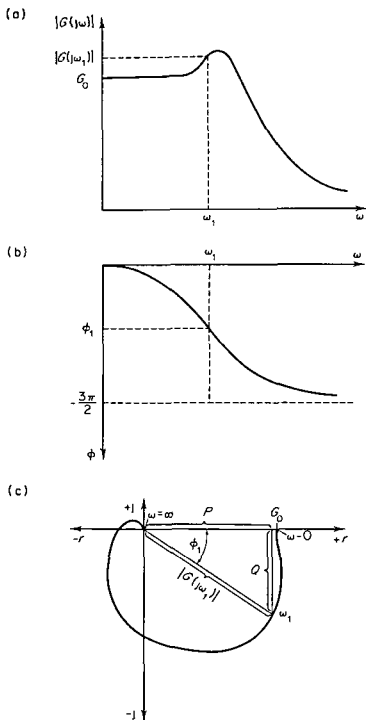 (a)
|G(jω)|
|G(jω₁)|
G₀
ω₁
ω
(b)
ω₁
ω
ϕ₁
-3π/2
ϕ
(c)
+j
ω=∞
P
G₀
-r
ω=0
+r
ϕ₁
Q
|G(jω₁)|
ω₁
-j